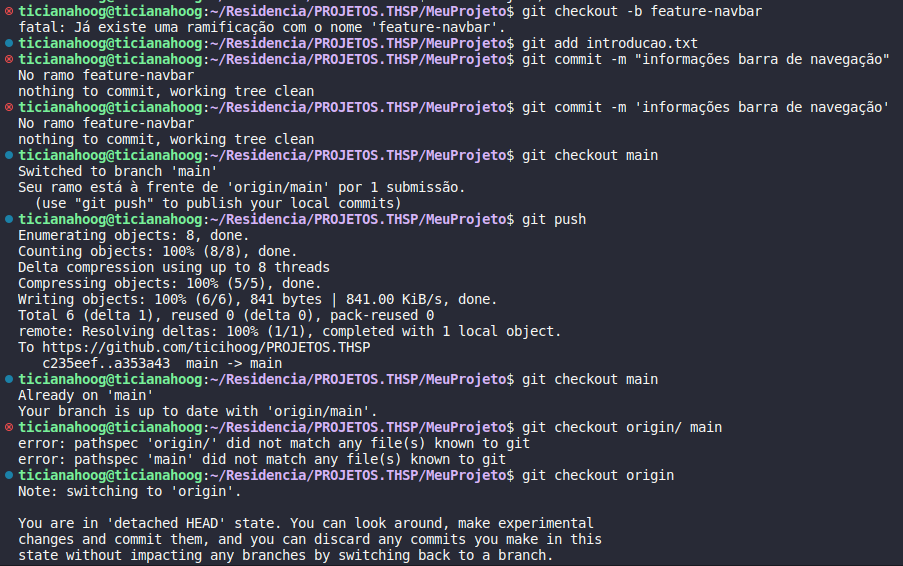 ticianahoog@ticianahoog:~/Residencia/PROJETOS.THSP/MeuProjeto$ git checkout -b feature-navbar
fatal: Já existe uma ramificação com o nome 'feature-navbar'.
ticianahoog@ticianahoog:~/Residencia/PROJETOS.THSP/MeuProjeto$ git add introducao.txt
ticianahoog@ticianahoog:~/Residencia/PROJETOS.THSP/MeuProjeto$ git commit -m "informações barra de navegação"
No ramo feature-navbar
nothing to commit, working tree clean
ticianahoog@ticianahoog:~/Residencia/PROJETOS.THSP/MeuProjeto$ git commit -m 'informações barra de navegação'
No ramo feature-navbar
nothing to commit, working tree clean
ticianahoog@ticianahoog:~/Residencia/PROJETOS.THSP/MeuProjeto$ git checkout main
Switched to branch 'main'
Seu ramo está à frente de 'origin/main' por 1 submissão.
  (use "git push" to publish your local commits)
ticianahoog@ticianahoog:~/Residencia/PROJETOS.THSP/MeuProjeto$ git push
Enumerating objects: 8, done.
Counting objects: 100% (8/8), done.
Delta compression using up to 8 threads
Compressing objects: 100% (5/5), done.
Writing objects: 100% (6/6), 841 bytes | 841.00 KiB/s, done.
Total 6 (delta 1), reused 0 (delta 0), pack-reused 0
remote: Resolving deltas: 100% (1/1), completed with 1 local object.
To https://github.com/ticihoog/PROJETOS.THSP
   c235eef..a353a43  main -> main
ticianahoog@ticianahoog:~/Residencia/PROJETOS.THSP/MeuProjeto$ git checkout main
Already on 'main'
Your branch is up to date with 'origin/main'.
ticianahoog@ticianahoog:~/Residencia/PROJETOS.THSP/MeuProjeto$ git checkout origin/ main
error: pathspec 'origin/' did not match any file(s) known to git
error: pathspec 'main' did not match any file(s) known to git
ticianahoog@ticianahoog:~/Residencia/PROJETOS.THSP/MeuProjeto$ git checkout origin
Note: switching to 'origin'.

You are in 'detached HEAD' state. You can look around, make experimental
changes and commit them, and you can discard any commits you make in this
state without impacting any branches by switching back to a branch.